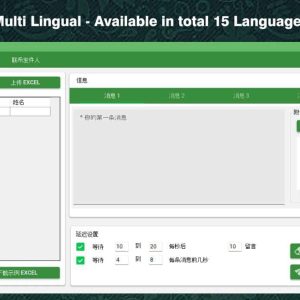 Multi Lingual - Available in total 15 Language
联系支持人
上传 EXCEL
姓名
信息
消息 1
消息 2
消息 3
* 你的第一条消息
延迟设置
等待 10 到 20 每秒后 10 留言
等待 4 到 8 每条消息前几秒
下载示例 EXCEL